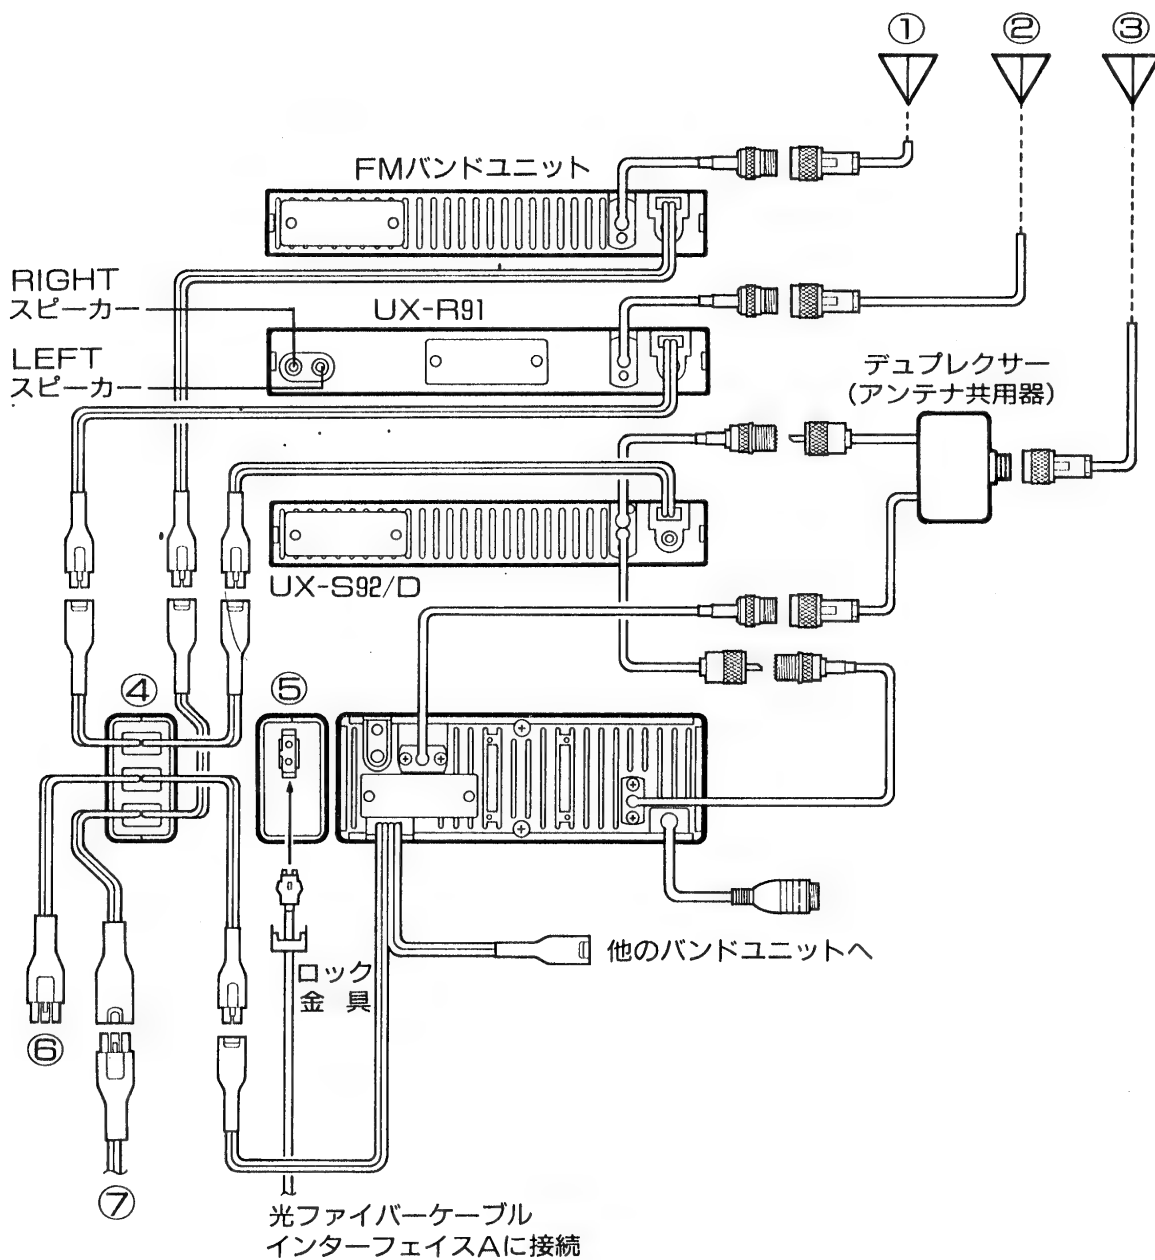 ① ② ③
FMバンドユニット
RIGHT
スピーカー
UX-R91
LEFT
スピーカー
デュプレクサー
(アンテナ共用器)
UX-S92/D
④ ⑤
他のバンドユニットへ
ロック
金 具
⑥
⑦
光ファイバーケーブル
インターフェイスAに接続